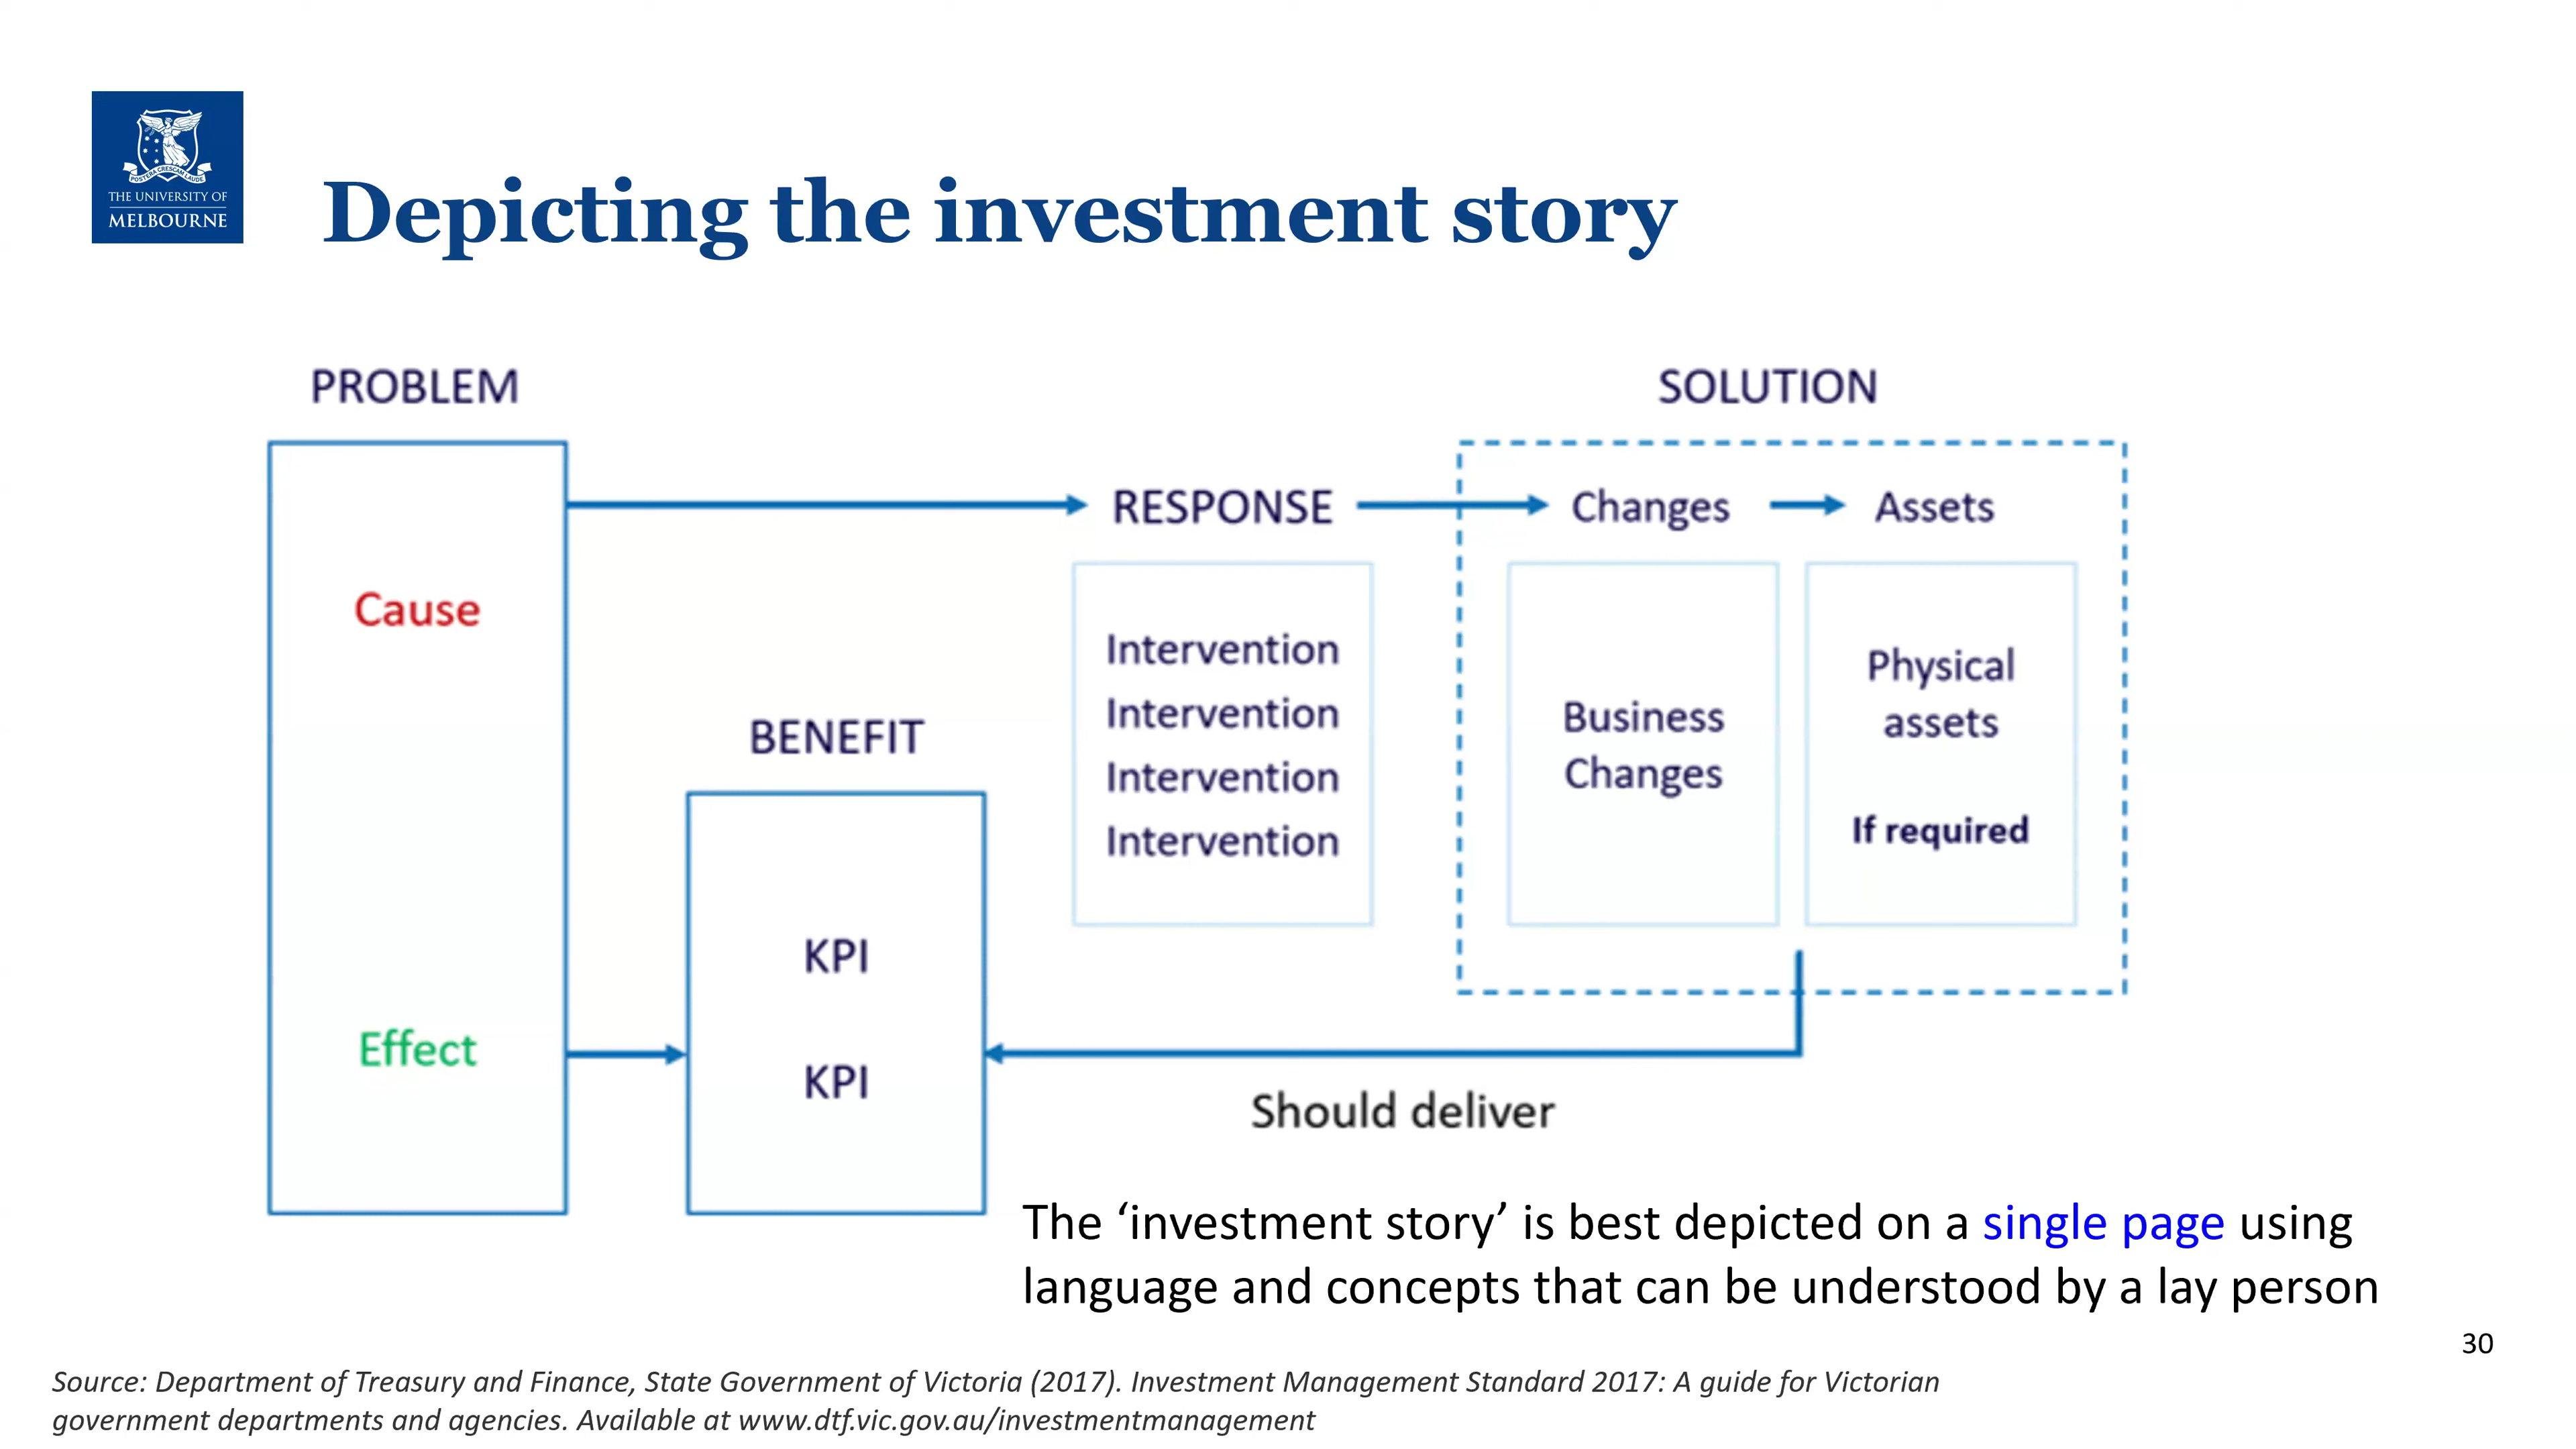 POSTERA CRESCAM LAUDE
THE UNIVERSITY OF
MELBOURNE
Depicting the investment story
PROBLEM
SOLUTION
RESPONSE
Changes
Assets
Cause
Intervention
Intervention
Intervention
Intervention
Business
Changes
Physical
assets
If required
BENEFIT
KPI
KPI
Effect
Should deliver
The ‘investment story’ is best depicted on a single page using
language and concepts that can be understood by a lay person
30
Source: Department of Treasury and Finance, State Government of Victoria (2017). Investment Management Standard 2017: A guide for Victorian
government departments and agencies. Available at www.dtf.vic.gov.au/investmentmanagement